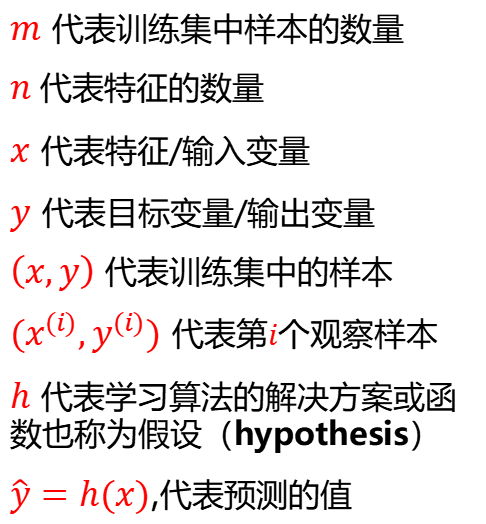 m 代表训练集中样本的数量
n 代表特征的数量
x 代表特征/输入变量
y 代表目标变量/输出变量
(x, y) 代表训练集中的样本
(x⁽ⁱ⁾, y⁽ⁱ⁾) 代表第i个观察样本
h 代表学习算法的解决方案或函
数也称为假设（hypothesis）
ŷ = h(x),代表预测的值